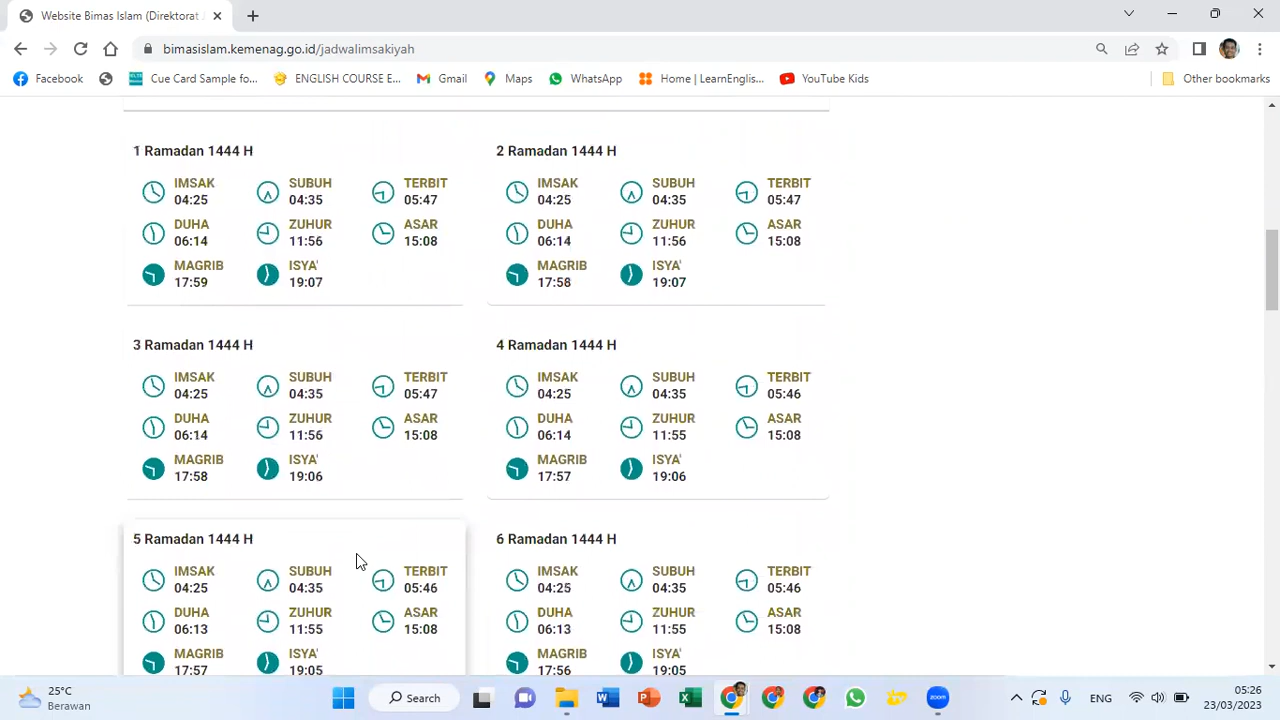 Website Bimas Islam (Direktorat
bimasislam.kemenag.go.id/jadwalimsakiyah
Facebook Cue Card Sample fo... ENGLISH COURSE E... Gmail Maps WhatsApp Home | LearnEnglis... YouTube Kids Other bookmarks
1 Ramadan 1444 H 2 Ramadan 1444 H
IMSAK SUBUH TERBIT IMSAK SUBUH TERBIT
04:25 04:35 05:47 04:25 04:35 05:47
DUHA ZUHUR ASAR DUHA ZUHUR ASAR
06:14 11:56 15:08 06:14 11:56 15:08
MAGRIB ISYA' MAGRIB ISYA'
17:59 19:07 17:58 19:07
3 Ramadan 1444 H 4 Ramadan 1444 H
IMSAK SUBUH TERBIT IMSAK SUBUH TERBIT
04:25 04:35 05:47 04:25 04:35 05:46
DUHA ZUHUR ASAR DUHA ZUHUR ASAR
06:14 11:56 15:08 06:14 11:55 15:08
MAGRIB ISYA' MAGRIB ISYA'
17:58 19:06 17:57 19:06
5 Ramadan 1444 H 6 Ramadan 1444 H
IMSAK SUBUH TERBIT IMSAK SUBUH TERBIT
04:25 04:35 05:46 04:25 04:35 05:46
DUHA ZUHUR ASAR DUHA ZUHUR ASAR
06:13 11:55 15:08 06:13 11:55 15:08
MAGRIB ISYA' MAGRIB ISYA'
17:57 19:05 17:56 19:05
25°C
Berawan
Search
ENG
05:26
23/03/2023